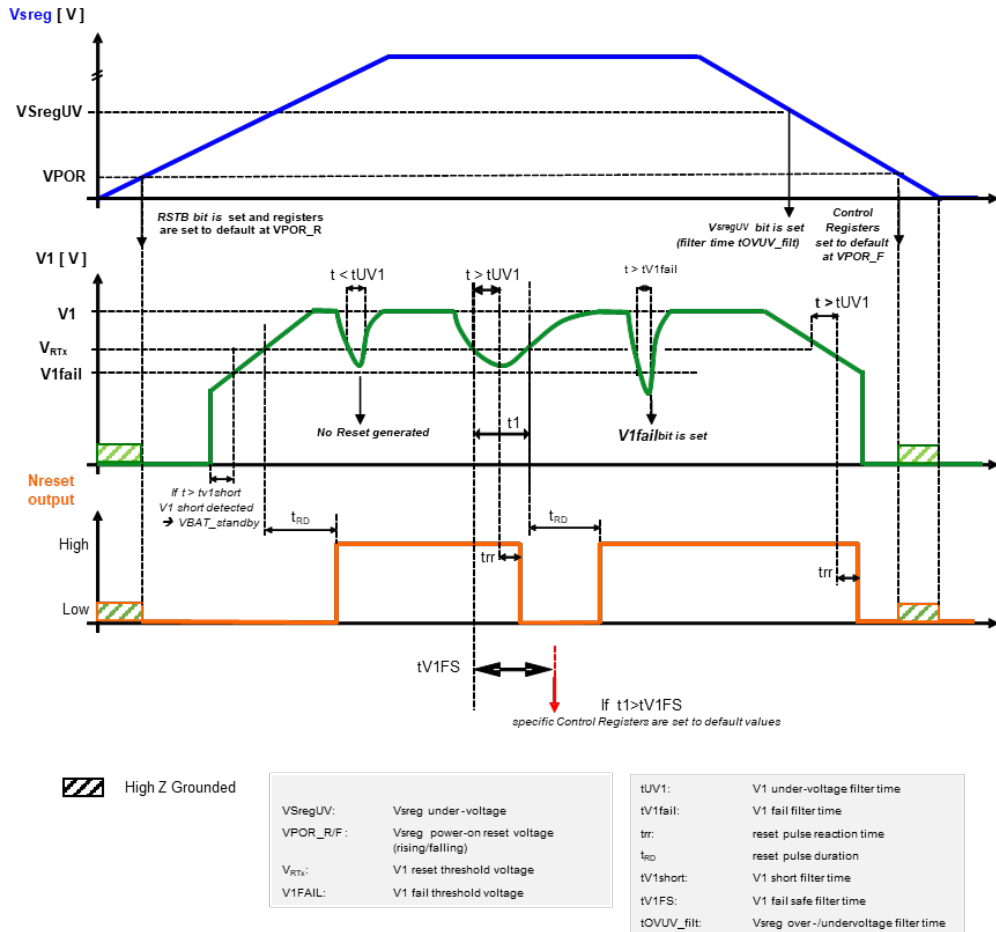 Vsreg [ V ]
VSregUV
VPOR
RSTB bit is set and registers
are set to default at VPOR_R
VsregUV bit is set
(filter time tOVUV_filt)
Control
Registers
set to default
at VPOR_F
V1 [ V ]
t < tUV1
t > tUV1
t > tV1fail
t > tUV1
V1
VRTx
V1fail
No Reset generated
t1
V1fail bit is set
Nreset
output
If t > tv1short
V1 short detected
→ VBAT_standby
tRD
tRD
High
trr
trr
Low
tV1FS
If t1>tV1FS
specific Control Registers are set to default values
High Z Grounded
VSregUV: Vsreg under-voltage
VPOR_R/F: Vsreg power-on reset voltage
(rising/falling)
VRTx: V1 reset threshold voltage
V1FAIL: V1 fail threshold voltage
tUV1: V1 under-voltage filter time
tV1fail: V1 fail filter time
trr: reset pulse reaction time
tRD reset pulse duration
tV1short: V1 short filter time
tV1FS: V1 fail safe filter time
tOVUV_filt: Vsreg over-/undervoltage filter time